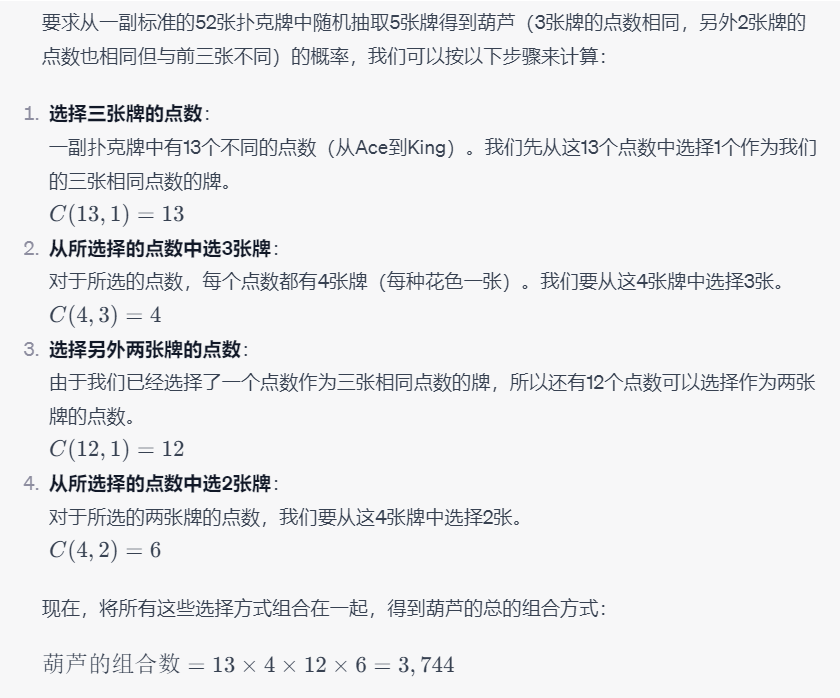 要求从一副标准的52张扑克牌中随机抽取5张牌得到葫芦（3张牌的点数相同，另外2张牌的
点数也相同但与前三张不同）的概率，我们可以按以下步骤来计算：
1. 选择三张牌的点数：
一副扑克牌中有13个不同的点数（从Ace到King）。我们先从这13个点数中选择1个作为我们
的三张相同点数的牌。
C(13, 1) = 13
2. 从所选择的点数中选3张牌：
对于所选的点数，每个点数都有4张牌（每种花色一张）。我们要从这4张牌中选择3张。
C(4, 3) = 4
3. 选择另外两张牌的点数：
由于我们已经选择了一个点数作为三张相同点数的牌，所以还有12个点数可以选择作为两张
牌的点数。
C(12, 1) = 12
4. 从所选择的点数中选2张牌：
对于所选的两张牌的点数，我们要从这4张牌中选择2张。
C(4, 2) = 6
现在，将所有这些选择方式组合在一起，得到葫芦的总的组合方式：
葫芦的组合数 = 13 × 4 × 12 × 6 = 3,744